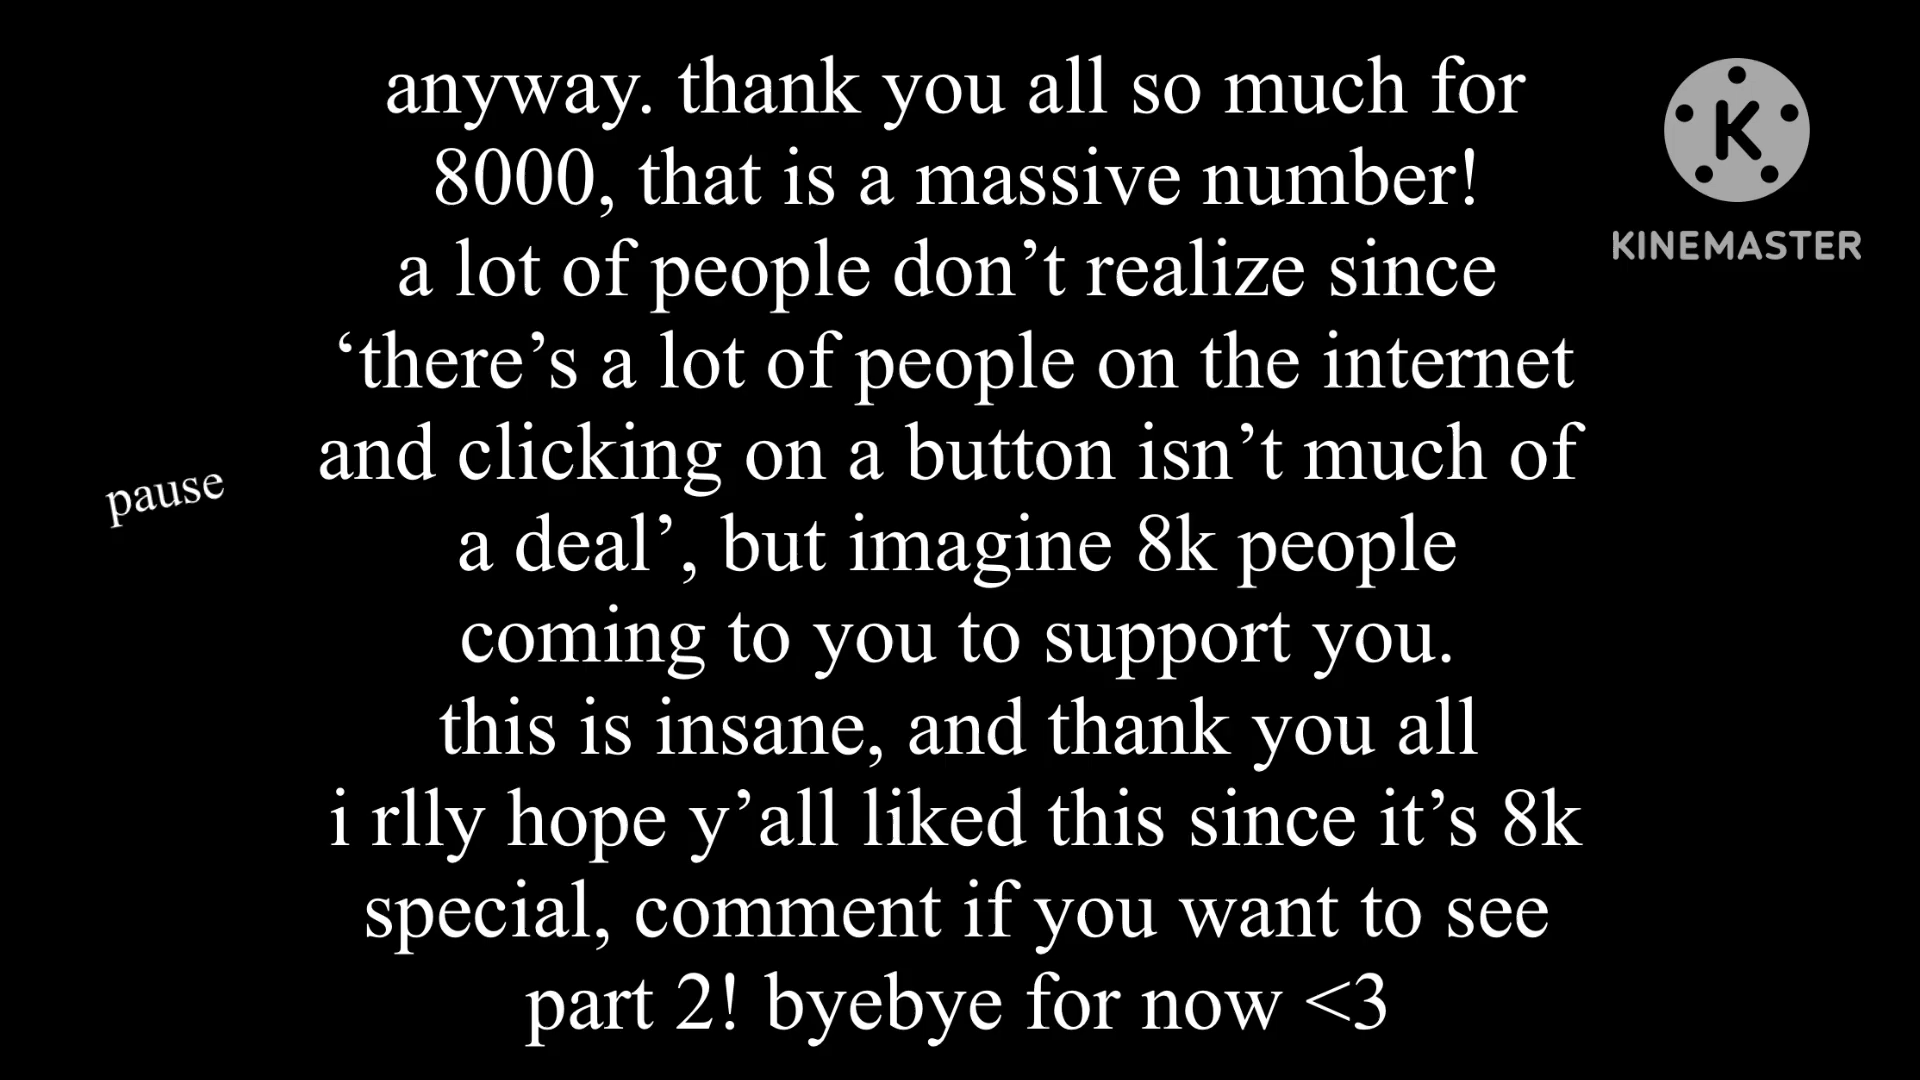 anyway. thank you all so much for
8000, that is a massive number!
a lot of people don’t realize since
‘there’s a lot of people on the internet
and clicking on a button isn’t much of
a deal’, but imagine 8k people
coming to you to support you.
this is insane, and thank you all
i rlly hope y’all liked this since it’s 8k
special, comment if you want to see
part 2! byebye for now <3
pause
K
KINEMASTER